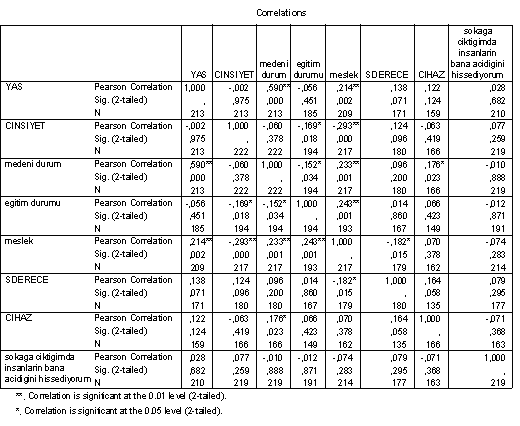 Correlations
sokaga
ciktigimda
medeni egitim insanlarin
bana acidigini
YAS CINSIYET durum durumu meslek SDERECE CIHAZ hissediyorum
YAS Pearson Correlation 1,000 -,002 ,590** -,056 ,214** ,138 ,122 ,028
Sig. (2-tailed) , ,975 ,000 ,451 ,002 ,071 ,124 ,682
N 213 213 213 185 209 171 159 210
CINSIYET Pearson Correlation -,002 1,000 -,060 -,169* -,293** ,124 -,063 ,077
Sig. (2-tailed) ,975 , ,378 ,018 ,000 ,096 ,419 ,259
N 213 222 222 194 217 180 166 219
medeni durum Pearson Correlation ,590** -,060 1,000 -,152* ,233** ,096 ,176* -,010
Sig. (2-tailed) ,000 ,378 , ,034 ,001 ,200 ,023 ,888
N 213 222 222 194 217 180 166 219
egitim durumu Pearson Correlation -,056 -,169* -,152* 1,000 ,243** ,014 ,066 -,012
Sig. (2-tailed) ,451 ,018 ,034 , ,001 ,860 ,423 ,871
N 185 194 194 194 193 167 149 191
meslek Pearson Correlation ,214** -,293** ,233** ,243** 1,000 -,182* ,070 -,074
Sig. (2-tailed) ,002 ,000 ,001 ,001 , ,015 ,378 ,283
N 209 217 217 193 217 179 162 214
SDERECE Pearson Correlation ,138 ,124 ,096 ,014 -,182* 1,000 ,164 ,079
Sig. (2-tailed) ,071 ,096 ,200 ,860 ,015 , ,058 ,295
N 171 180 180 167 179 180 135 177
CIHAZ Pearson Correlation ,122 -,063 ,176* ,066 ,070 ,164 1,000 -,071
Sig. (2-tailed) ,124 ,419 ,023 ,423 ,378 ,058 , ,368
N 159 166 166 149 162 135 166 163
sokaga ciktigimda Pearson Correlation ,028 ,077 -,010 -,012 -,074 ,079 -,071 1,000
insanlarin bana Sig. (2-tailed) ,682 ,259 ,888 ,871 ,283 ,295 ,368 ,
acidigini hissediyorum N 210 219 219 191 214 177 163 219
**. Correlation is significant at the 0.01 level (2-tailed).
*. Correlation is significant at the 0.05 level (2-tailed).